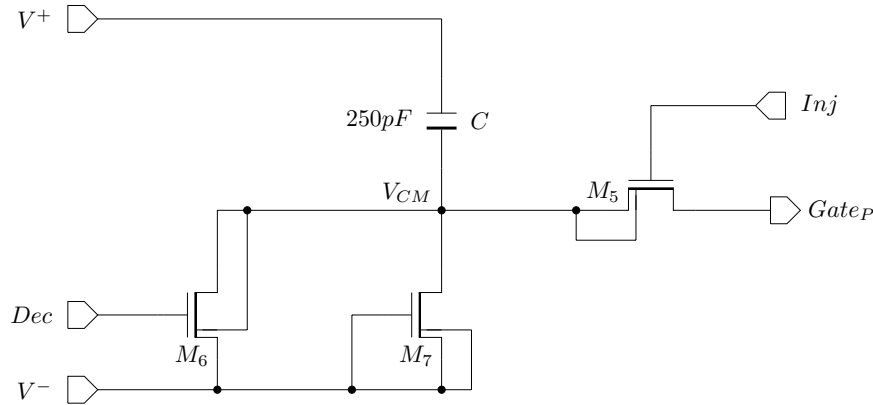 V⁺
Inj
250pF C
M₅
V_CM
Gate_P
Dec
M₆ M₇
V⁻